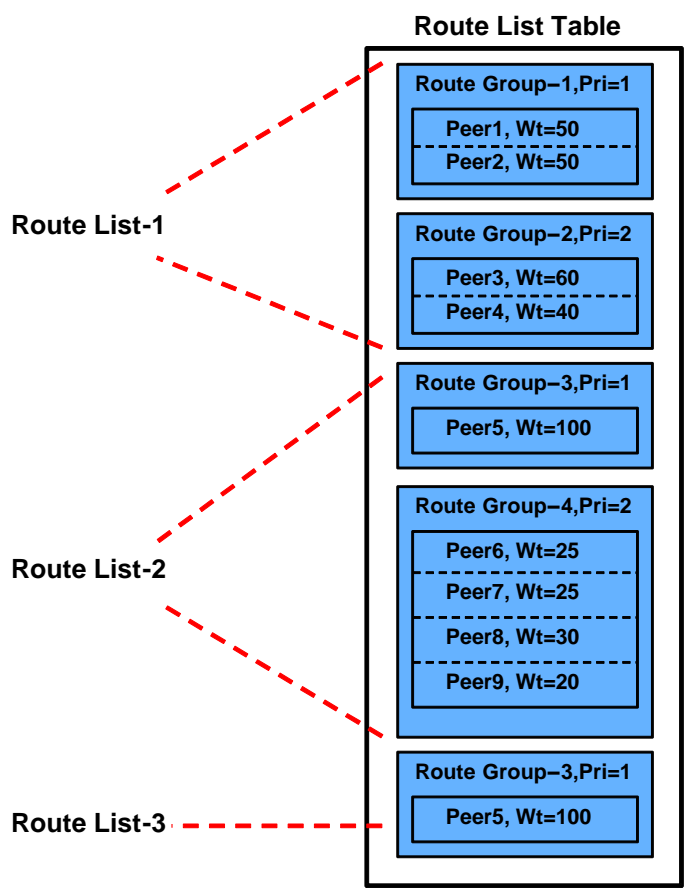 Route List Table
Route Group–1,Pri=1
Peer1, Wt=50
Peer2, Wt=50
Route List-1
Route Group–2,Pri=2
Peer3, Wt=60
Peer4, Wt=40
Route Group–3,Pri=1
Peer5, Wt=100
Route Group–4,Pri=2
Peer6, Wt=25
Route List-2
Peer7, Wt=25
Peer8, Wt=30
Peer9, Wt=20
Route Group–3,Pri=1
Route List-3
Peer5, Wt=100